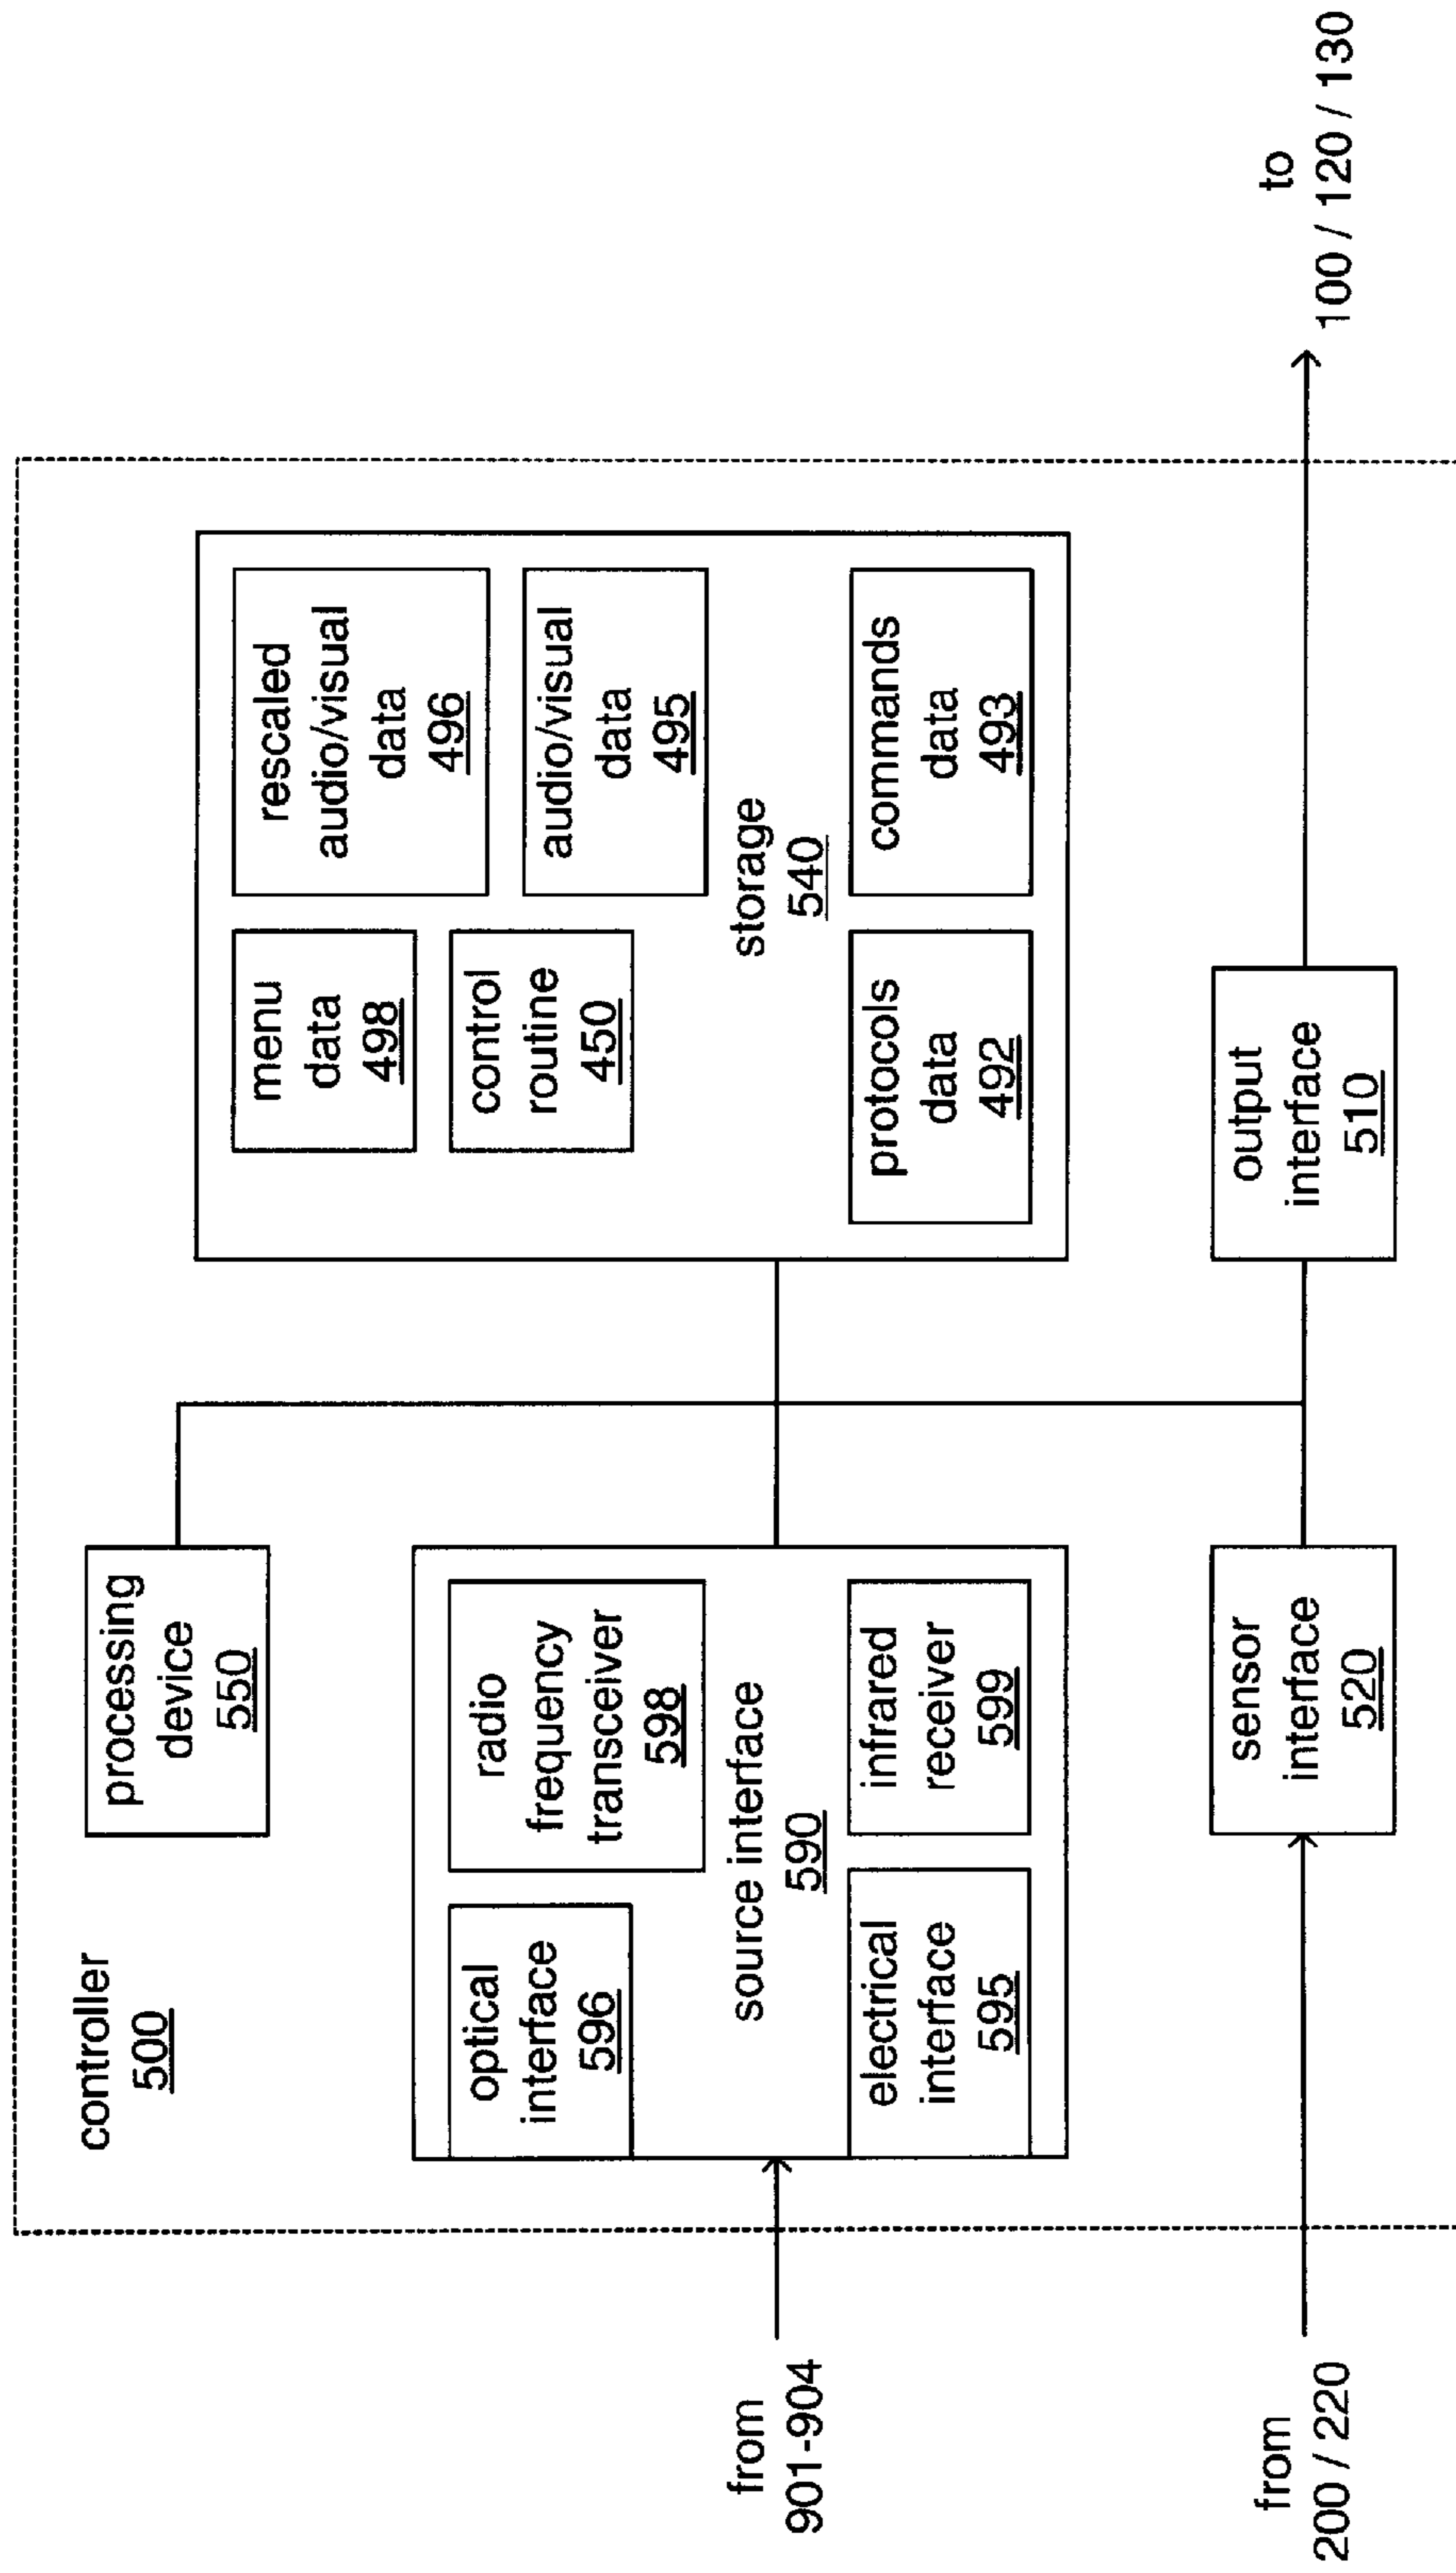 controller
500
processing
device
550
optical
interface
596
radio
frequency
transceiver
598
source interface
590
electrical
interface
595
infrared
receiver
599
sensor
interface
520
menu
data
498
rescaled
audio/visual
data
496
control
routine
450
audio/visual
data
495
storage
540
protocols
data
492
commands
data
493
output
interface
510
from
901-904
from
200 / 220
to
100 / 120 / 130